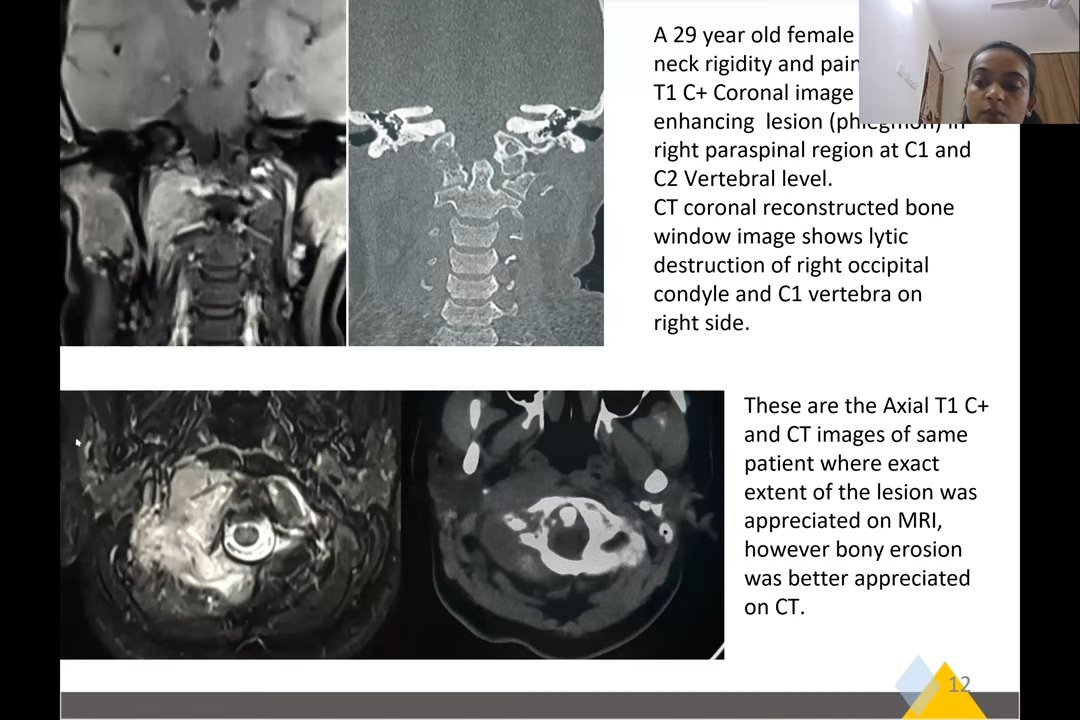 A 29 year old female
neck rigidity and pain
T1 C+ Coronal image
enhancing lesion (phlegmon) in
right paraspinal region at C1 and
C2 Vertebral level.
CT coronal reconstructed bone
window image shows lytic
destruction of right occipital
condyle and C1 vertebra on
right side.
These are the Axial T1 C+
and CT images of same
patient where exact
extent of the lesion was
appreciated on MRI,
however bony erosion
was better appreciated
on CT.
12